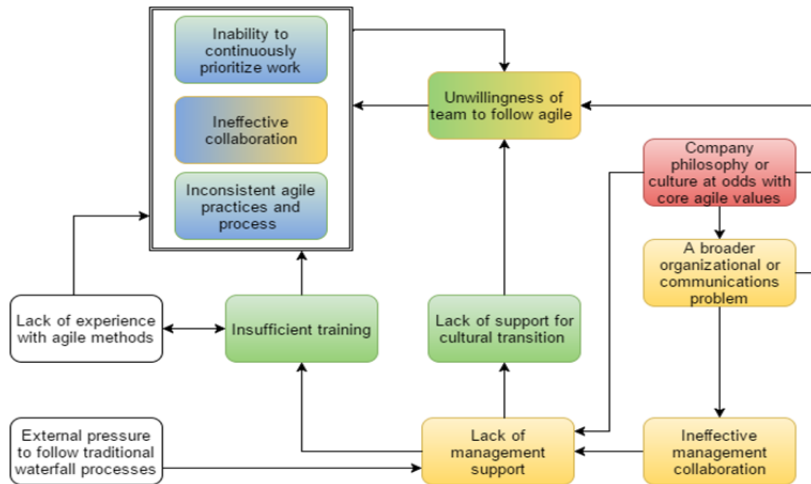 Inability to
continuously
prioritize work
Ineffective
collaboration
Inconsistent agile
practices and
process
Unwillingness of
team to follow agile
Company
philosophy or
culture at odds with
core agile values
A broader
organizational or
communications
problem
Lack of experience
with agile methods
Insufficient training
Lack of support for
cultural transition
External pressure
to follow traditional
waterfall processes
Lack of
management
support
Ineffective
management
collaboration